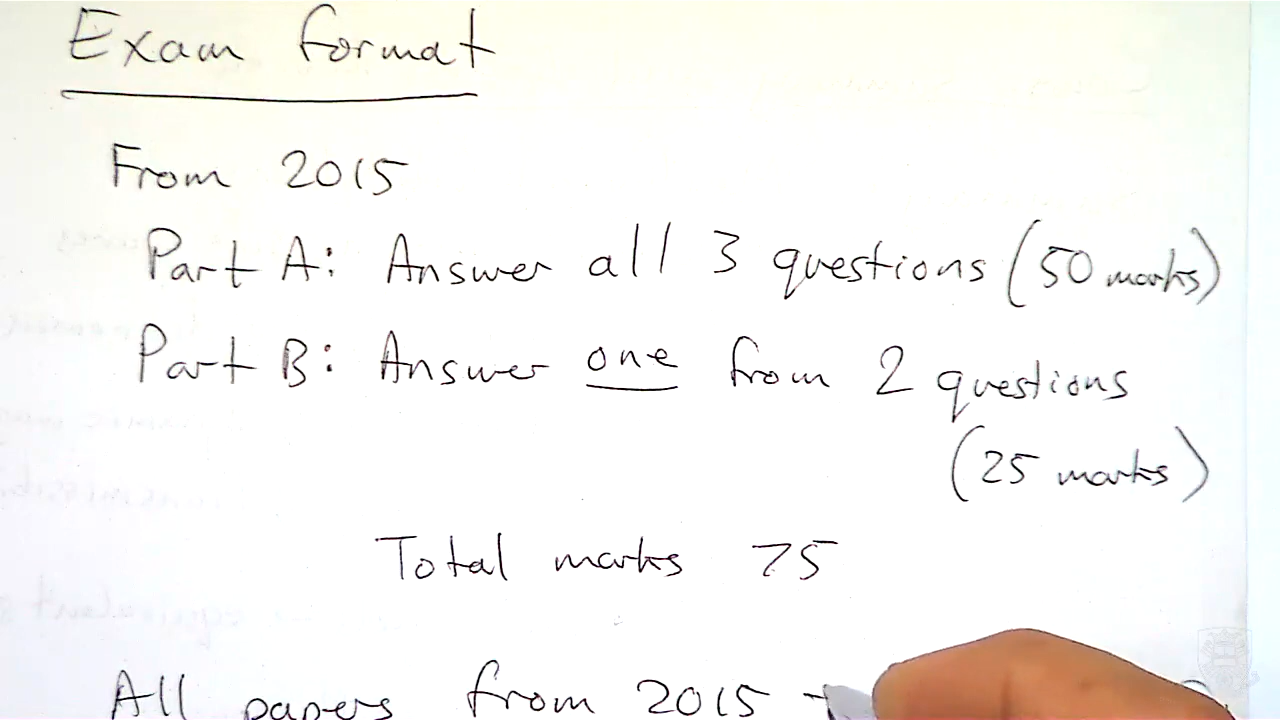 Exam format
From 2015
Part A: Answer all 3 questions (50 marks)
Part B: Answer one from 2 questions
(25 marks)
Total marks 75
All papers from 2015